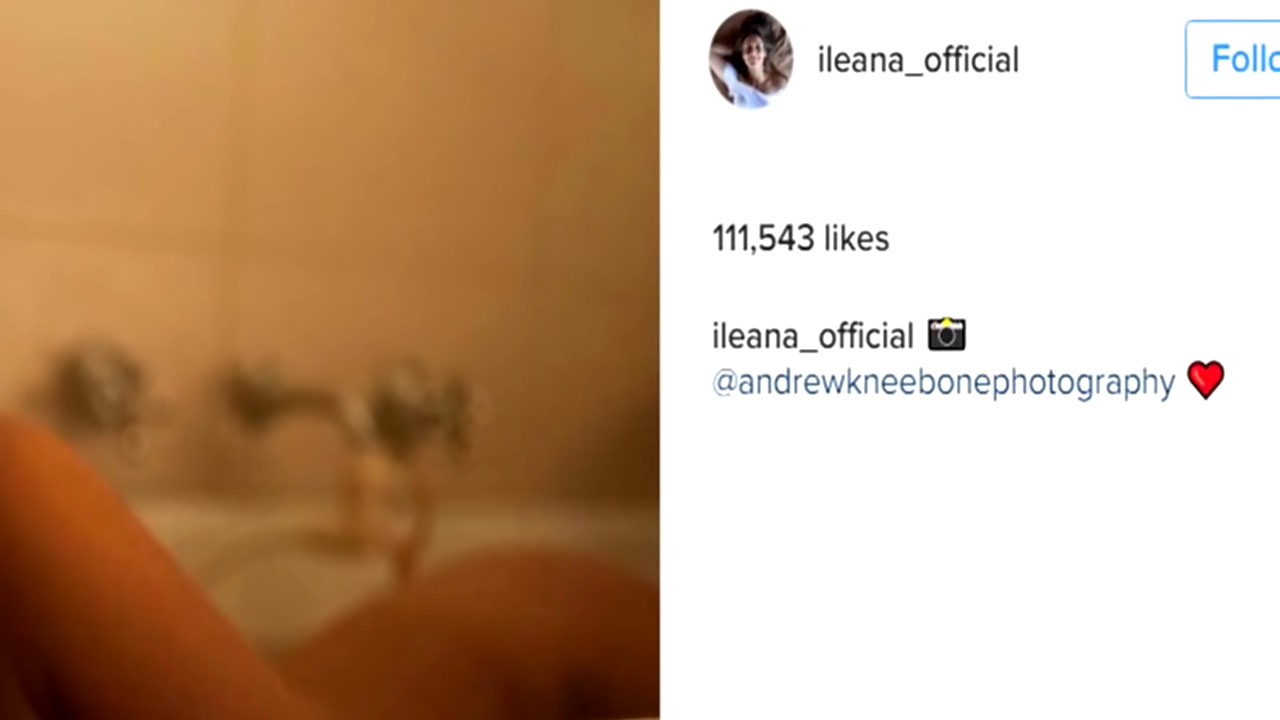 ileana_official
Follo
111,543 likes
ileana_official 📷
@andrewkneebonephotography ❤️